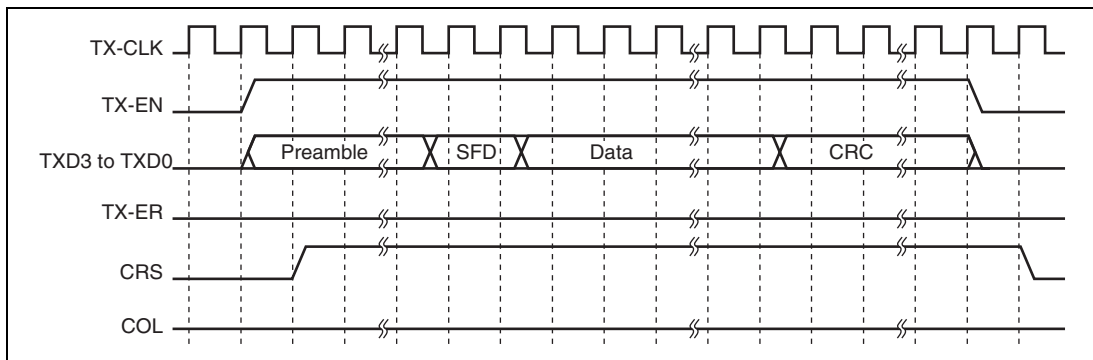 TX-CLK
TX-EN
TXD3 to TXD0
Preamble
SFD
Data
CRC
TX-ER
CRS
COL